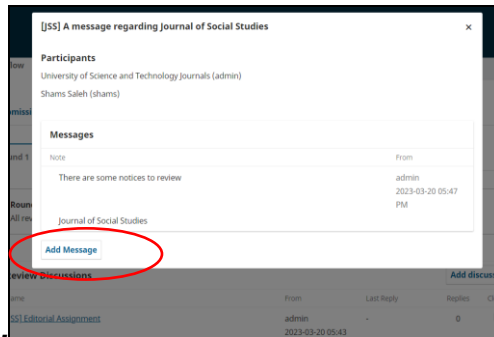 [JSS] A message regarding Journal of Social Studies ×
Participants
University of Science and Technology Journals (admin)
Shams Saleh (shams)
Messages
Note From
There are some notices to review admin
2023-03-20 05:47
PM
Journal of Social Studies
Add Message
eview Discussions Add discus
ame From Last Reply Replies
SS] Editorial Assignment admin - 0
2023-03-20 05:43
low
omissi
und 1
Roun
All rev